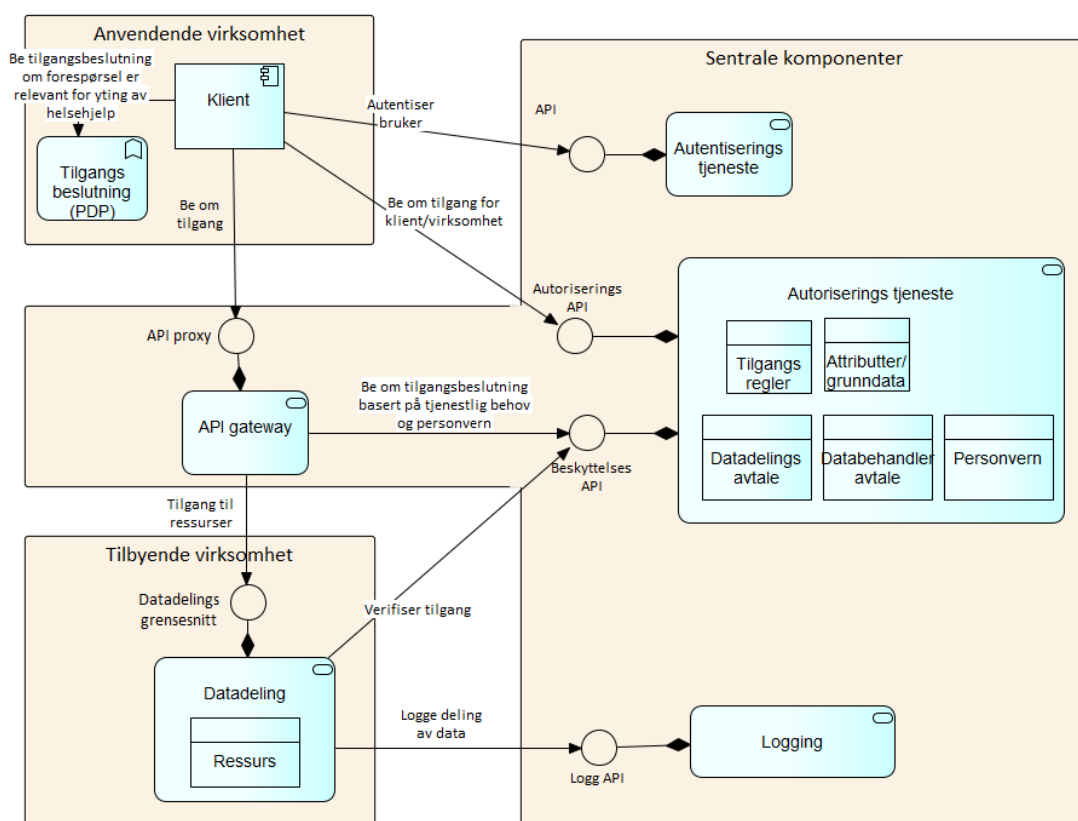 Anvendende virksomhet
Be tilgangsbeslutning
om forespørsel er
relevant for yting av
helsehjelp
Klient
Tilgangs
beslutning
(PDP)
Autentiser
bruker
Be om
tilgang
Be om tilgang for
klient/virksomhet
Sentrale komponenter
API
Autentiserings
tjeneste
Autoriserings
API
Autoriserings tjeneste
Tilgangs
regler
Attributter/
grunndata
Datadelings
avtale
Databehandler
avtale
Personvern
API proxy
API gateway
Be om tilgangsbeslutning
basert på tjenestlig behov
og personvern
Beskyttelses
API
Tilgang til
ressurser
Tilbyende virksomhet
Datadelings
grensesnitt
Verifiser tilgang
Datadeling
Ressurs
Logge deling
av data
Logg API
Logging